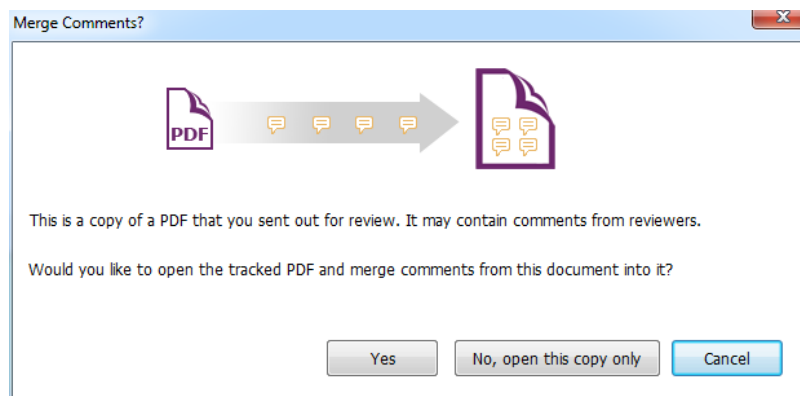 Merge Comments?
X
PDF
This is a copy of a PDF that you sent out for review. It may contain comments from reviewers.
Would you like to open the tracked PDF and merge comments from this document into it?
Yes
No, open this copy only
Cancel